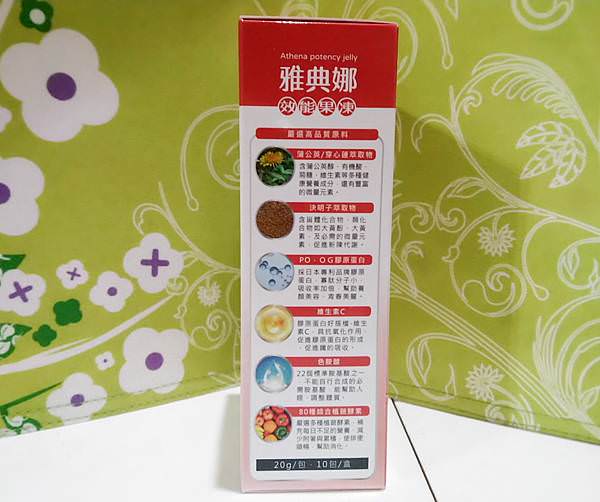 Athena potency jelly
雅典娜
效能果凍
嚴選高品質原料
蒲公英/穿心蓮萃取物
含蒲公英醇、有機酸、
菊糖、維生素等多種健
康營養成分,還有豐富
的微量元素。
決明子萃取物
含甾體化合物、類化
合物如大黃酚、大黃
素,及必需的微量元
素,促進新陳代謝。
PO-OG膠原蛋白
採日本專利品牌膠原
蛋白,寡肽分子小,
吸收率加倍,幫助養
顏美容,青春美麗。
維生素C
膠原蛋白好搭檔-維生
素C,具抗氧化作用,
促進膠原蛋白的形成
,促進鐵的吸收。
色胺酸
22個標準胺基酸之一
,不能自行合成的必
需胺基酸,能幫助入
睡,調整體質。
80種綜合植蔬酵素
嚴選多種植蔬酵素,補
充每日不足的營養,減
少附著與累積,使排便
順暢,幫助消化。
20g/包、10包/盒